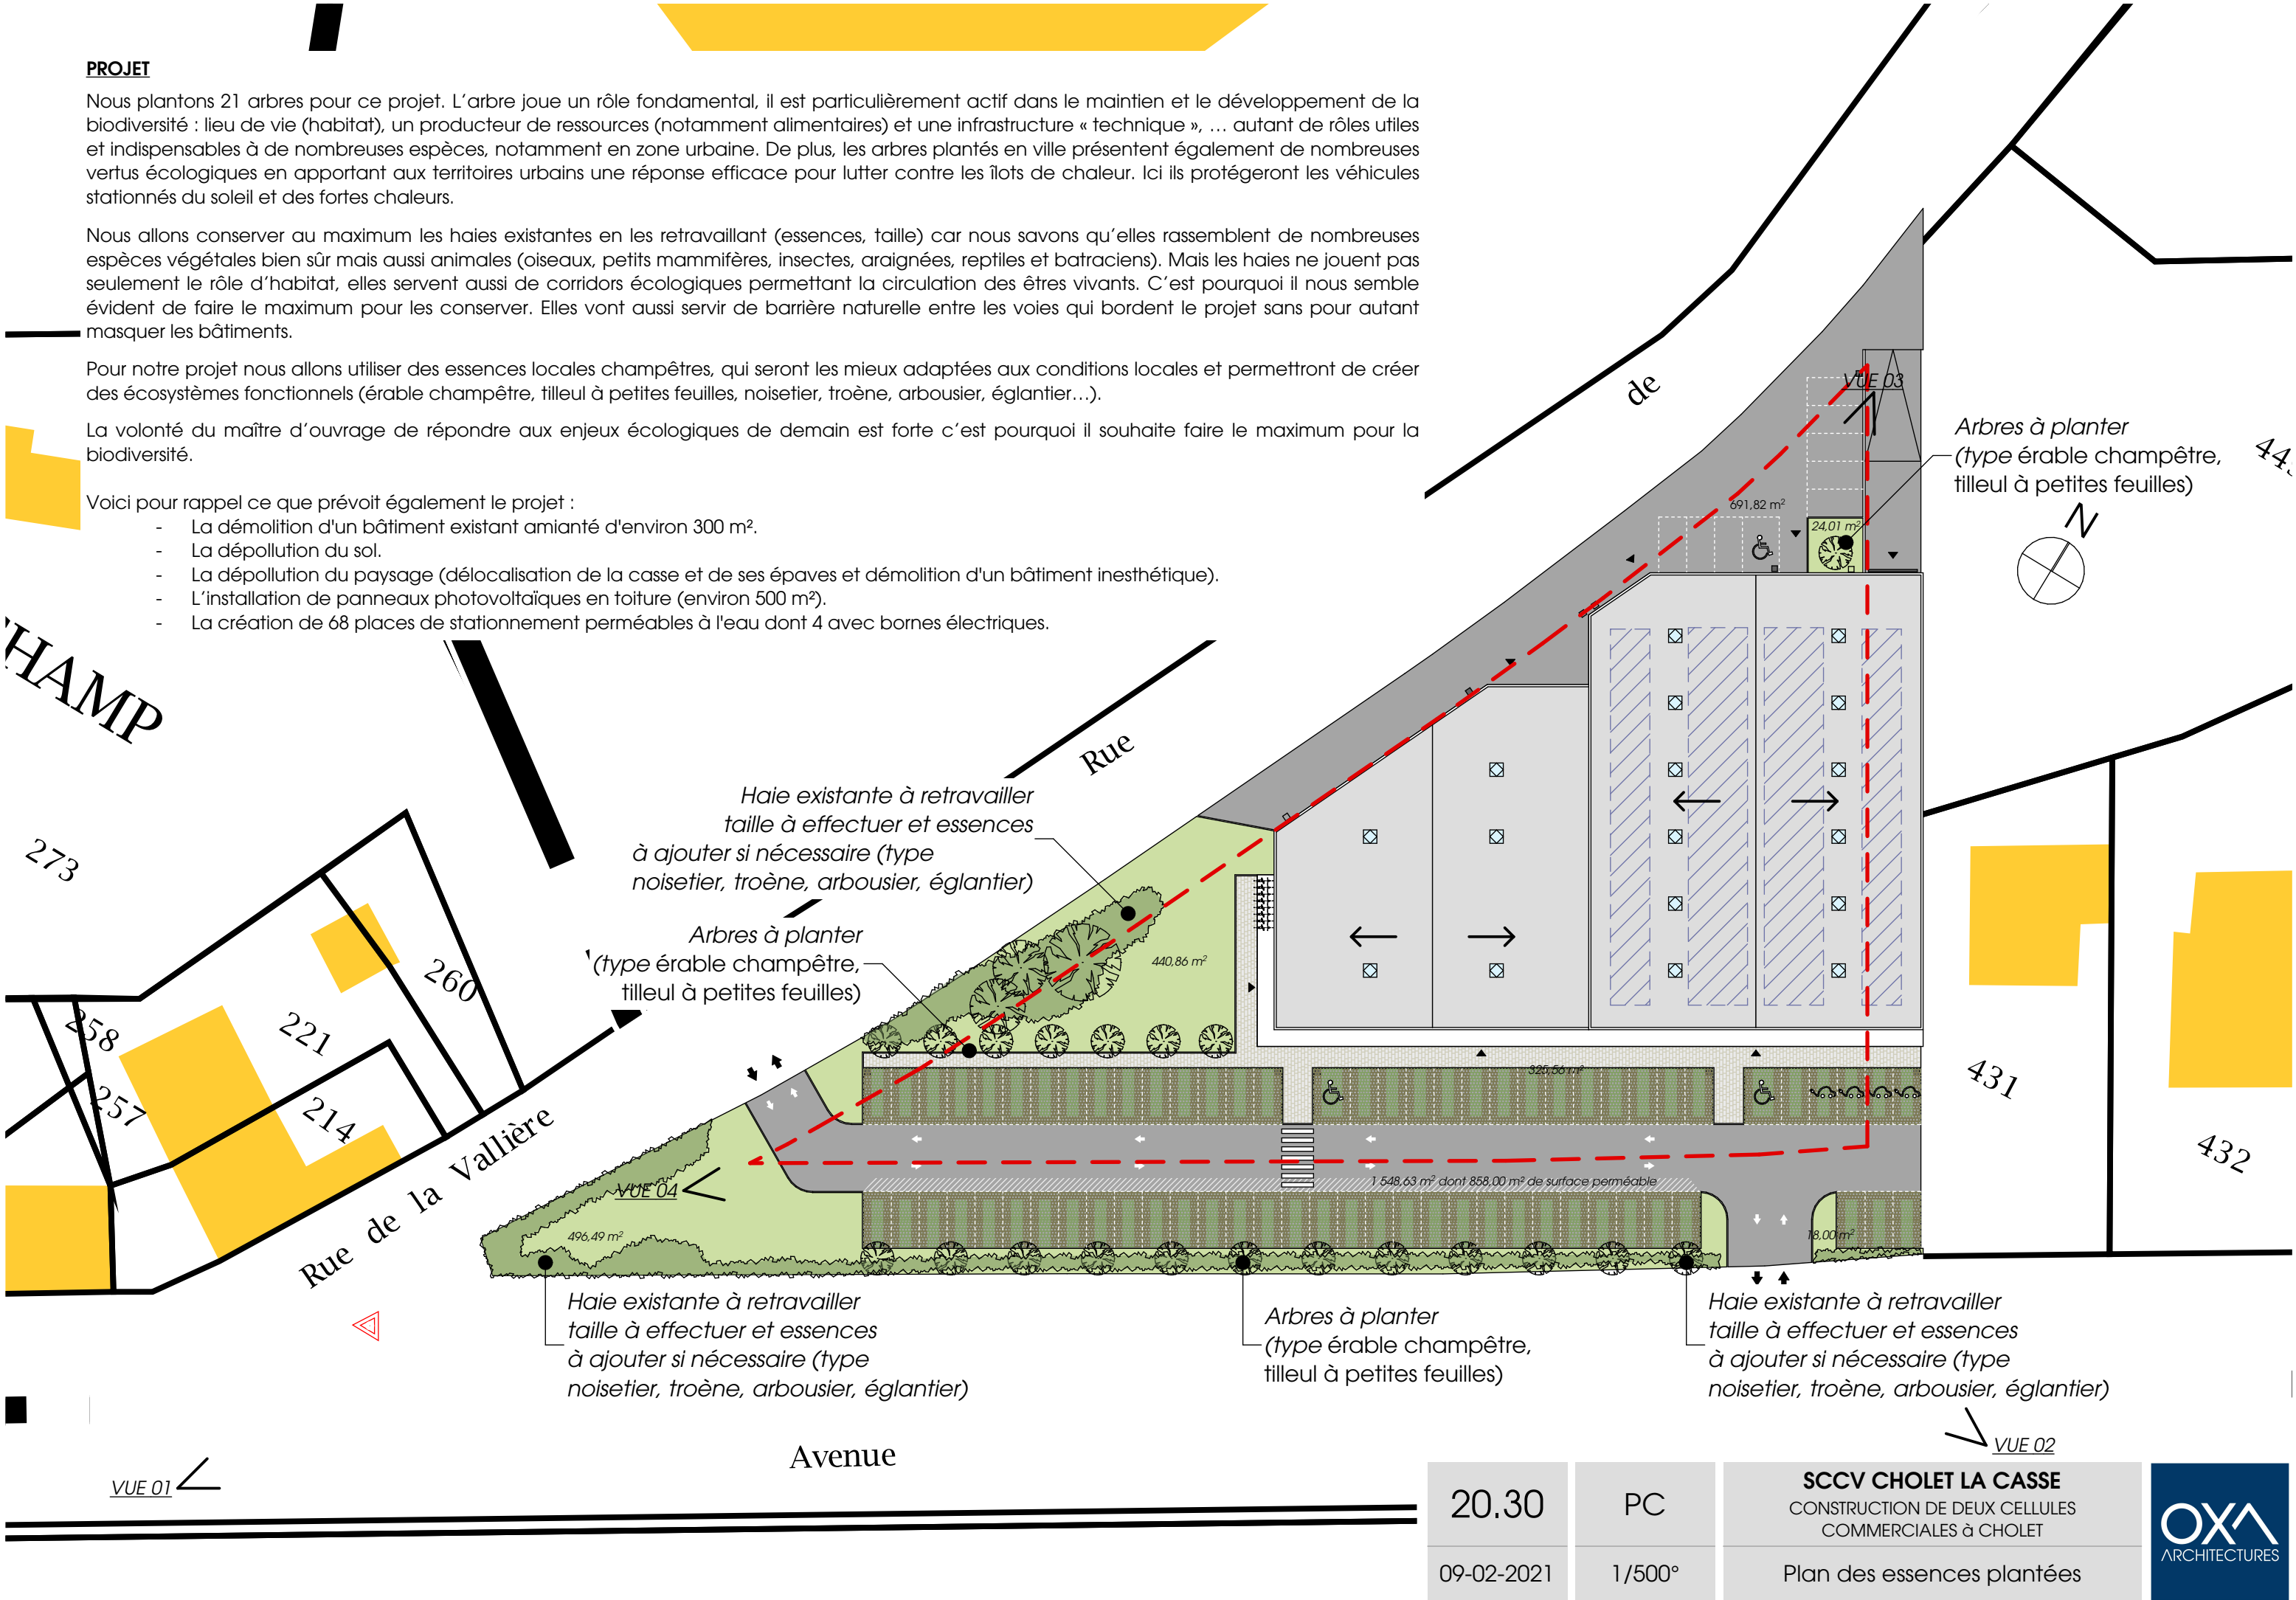 PROJET
Nous plantons 21 arbres pour ce projet. L'arbre joue un rôle fondamental, il est particulièrement actif dans le maintien et le développement de la
biodiversité : lieu de vie (habitat), un producteur de ressources (notamment alimentaires) et une infrastructure « technique », ... autant de rôles utiles
et indispensables à de nombreuses espèces, notamment en zone urbaine. De plus, les arbres plantés en ville présentent également de nombreuses
vertus écologiques en apportant aux territoires urbains une réponse efficace pour lutter contre les îlots de chaleur. Ici ils protégeront les véhicules
stationnés du soleil et des fortes chaleurs.
Nous allons conserver au maximum les haies existantes en les retravaillant (essences, taille) car nous savons qu'elles rassemblent de nombreuses
espèces végétales bien sûr mais aussi animales (oiseaux, petits mammifères, insectes, araignées, reptiles et batraciens). Mais les haies ne jouent pas
seulement le rôle d'habitat, elles servent aussi de corridors écologiques permettant la circulation des êtres vivants. C'est pourquoi il nous semble
évident de faire le maximum pour les conserver. Elles vont aussi servir de barrière naturelle entre les voies qui bordent le projet sans pour autant
masquer les bâtiments.
Pour notre projet nous allons utiliser des essences locales champêtres, qui seront les mieux adaptées aux conditions locales et permettront de créer
des écosystèmes fonctionnels (érable champêtre, tilleul à petites feuilles, noisetier, troène, arbousier, églantier...).
La volonté du maître d'ouvrage de répondre aux enjeux écologiques de demain est forte c'est pourquoi il souhaite faire le maximum pour la
biodiversité.
Voici pour rappel ce que prévoit également le projet :
- La démolition d'un bâtiment existant amianté d'environ 300 m².
- La dépollution du sol.
- La dépollution du paysage (délocalisation de la casse et de ses épaves et démolition d'un bâtiment inesthétique).
- L'installation de panneaux photovoltaïques en toiture (environ 500 m²).
- La création de 68 places de stationnement perméables à l'eau dont 4 avec bornes électriques.
de
VUE 03
Arbres à planter
(type érable champêtre,
tilleul à petites feuilles)
N
691,82 m²
24,01 m²
HAMP
Rue
Haie existante à retravailler
taille à effectuer et essences
à ajouter si nécessaire (type
noisetier, troène, arbousier, églantier)
Arbres à planter
(type érable champêtre,
tilleul à petites feuilles)
440,86 m²
273
260
221
258
257
214
325,56 m²
431
432
Rue de la Vallière
VUE 04
1 548,63 m² dont 858,00 m² de surface perméable
496,49 m²
18,00 m²
Haie existante à retravailler
taille à effectuer et essences
à ajouter si nécessaire (type
noisetier, troène, arbousier, églantier)
Arbres à planter
(type érable champêtre,
tilleul à petites feuilles)
Haie existante à retravailler
taille à effectuer et essences
à ajouter si nécessaire (type
noisetier, troène, arbousier, églantier)
VUE 02
Avenue
VUE 01
20.30
PC
SCCV CHOLET LA CASSE
CONSTRUCTION DE DEUX CELLULES
COMMERCIALES à CHOLET
09-02-2021
1/500°
Plan des essences plantées
OXA
ARCHITECTURES